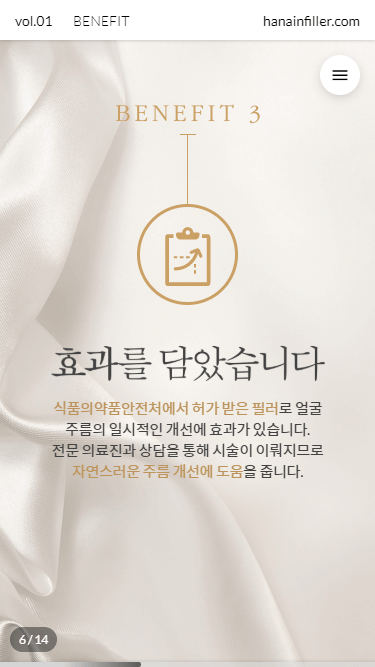 vol.01 BENEFIT hanainfiller.com
BENEFIT 3
효과를 담았습니다
식품의약품안전처에서 허가 받은 필러로 얼굴
주름의 일시적인 개선에 효과가 있습니다.
전문 의료진과 상담을 통해 시술이 이뤄지므로
자연스러운 주름 개선에 도움을 줍니다.
6 / 14